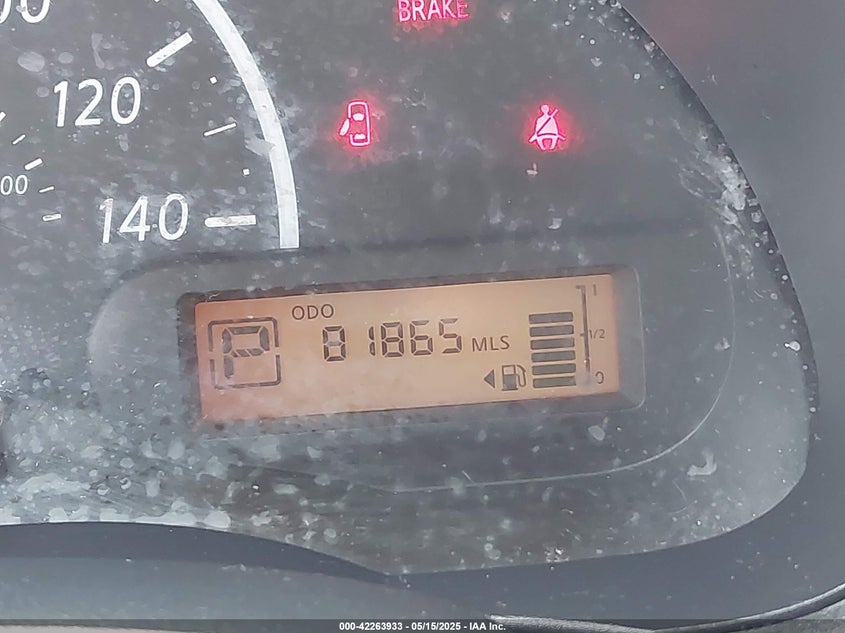 BRAKE
120
140
ODO
P
81865 MLS
1
1/2
0
000-42263933 - 05/15/2025 - IAA Inc.